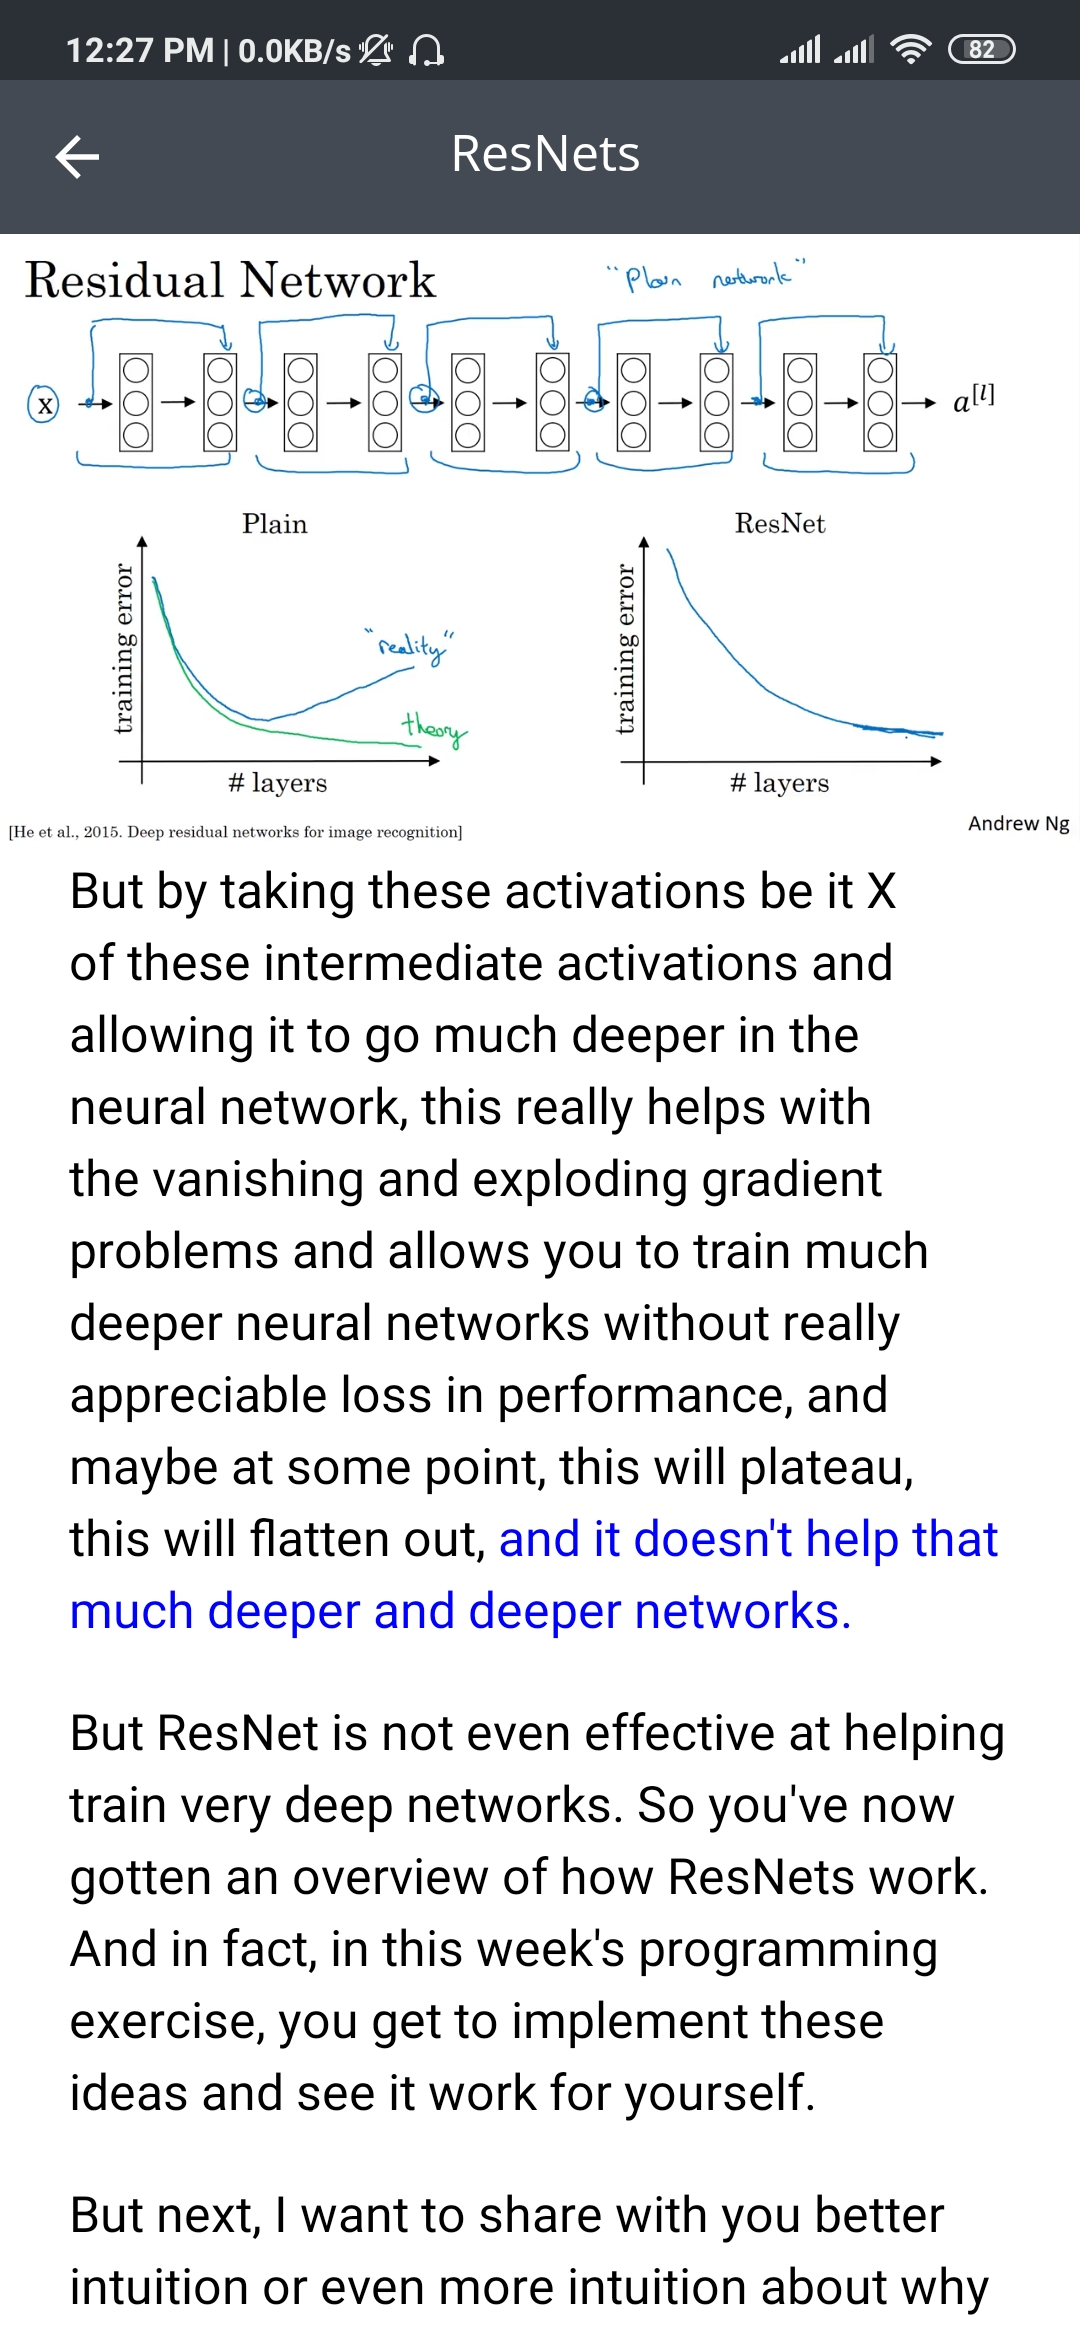 12:27 PM | 0.0KB/s
82
ResNets
Residual Network
"Plain network"
x
a[l]
Plain
ResNet
training error
"reality"
theory
# layers
training error
# layers
[He et al., 2015. Deep residual networks for image recognition]
Andrew Ng
But by taking these activations be it X
of these intermediate activations and
allowing it to go much deeper in the
neural network, this really helps with
the vanishing and exploding gradient
problems and allows you to train much
deeper neural networks without really
appreciable loss in performance, and
maybe at some point, this will plateau,
this will flatten out, and it doesn't help that
much deeper and deeper networks.
But ResNet is not even effective at helping
train very deep networks. So you've now
gotten an overview of how ResNets work.
And in fact, in this week's programming
exercise, you get to implement these
ideas and see it work for yourself.
But next, I want to share with you better
intuition or even more intuition about why